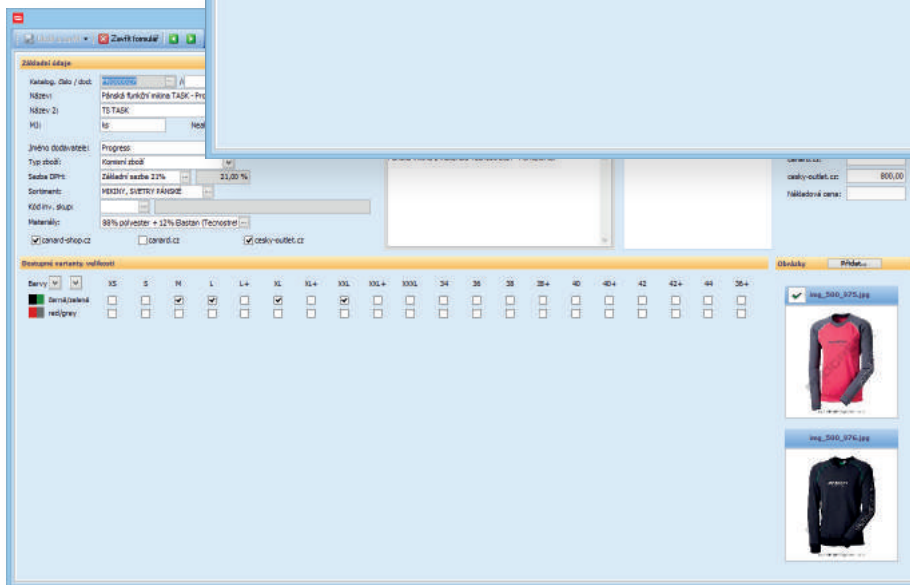 Zavřít formulář
Základní údaje
Katalog. číslo / dod: /
Název: Pánská funkční mikina TASK - Pro
Název 2: TS TASK
MJ: ks
Jméno dodavatele: Progress
Typ zboží: Komisní zboží
Sazba DPH: Základní sazba 21% 21,00 %
cesky-outlet.cz: 800,00
Sortiment: MIKINY, SVETRY PÁNSKÉ
Nákladová cena:
Kód inv. skup:
Materiály: 88% polyester + 12% Elastan (Tecnostret
canard-shop.cz canard.cz cesky-outlet.cz
Dostupné varianty velikostí
Obrázky Přidat...
Barvy XS S M L L+ XL XL+ XXL XXL+ XXXL 34 36 38 38+ 40 40+ 42 42+ 44 36+
černá/zelená
red/grey
img_500_975.jpg
img_500_976.jpg